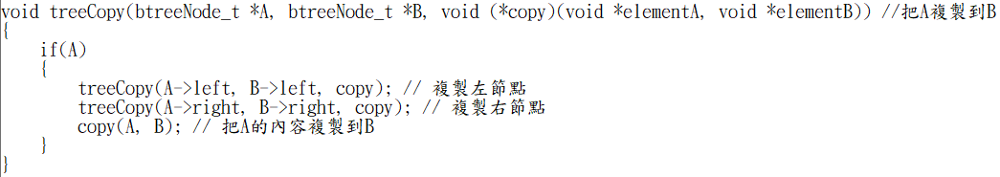 void treeCopy(btreeNode_t *A, btreeNode_t *B, void (*copy)(void *elementA, void *elementB)) //把A複製到B
{
    if(A)
    {
        treeCopy(A->left, B->left, copy); // 複製左節點
        treeCopy(A->right, B->right, copy); // 複製右節點
        copy(A, B); // 把A的內容複製到B
    }
}